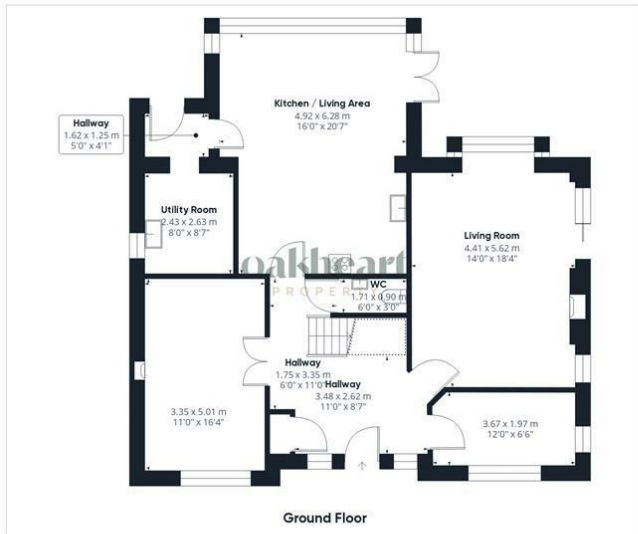 Kitchen / Living Area
4.92 x 6.28 m
16'0" x 20'7"
Hallway
1.62 x 1.25 m
5'0" x 4'1"
Utility Room
2.43 x 2.63 m
8'0" x 8'7"
Living Room
4.41 x 5.62 m
14'0" x 18'4"
oakheart
PROPERTY
WC
1.71 x 0.90 m
6'0" x 3'0"
Hallway
1.75 x 3.35 m
6'0" x 11'0"
Hallway
3.48 x 2.62 m
11'0" x 8'7"
3.35 x 5.01 m
11'0" x 16'4"
3.67 x 1.97 m
12'0" x 6'6"
Ground Floor